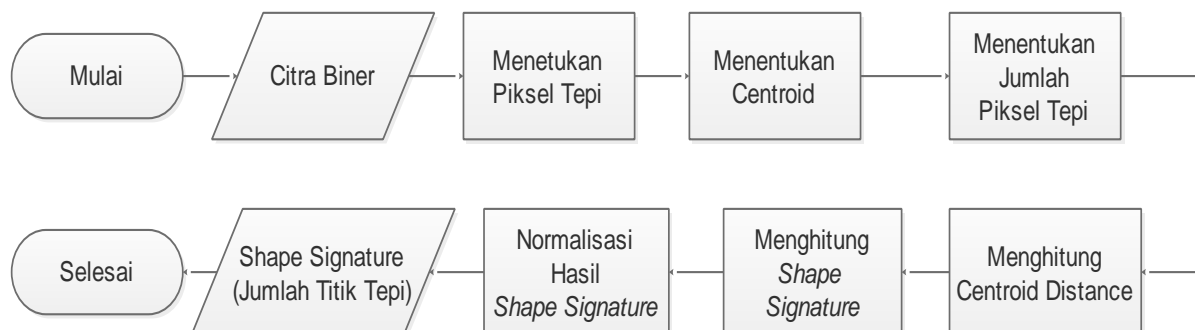 Mulai
Citra Biner
Menetukan
Piksel Tepi
Menentukan
Centroid
Menentukan
Jumlah
Piksel Tepi
Selesai
Shape Signature
(Jumlah Titik Tepi)
Normalisasi
Hasil
Shape Signature
Menghitung
Shape
Signature
Menghitung
Centroid Distance